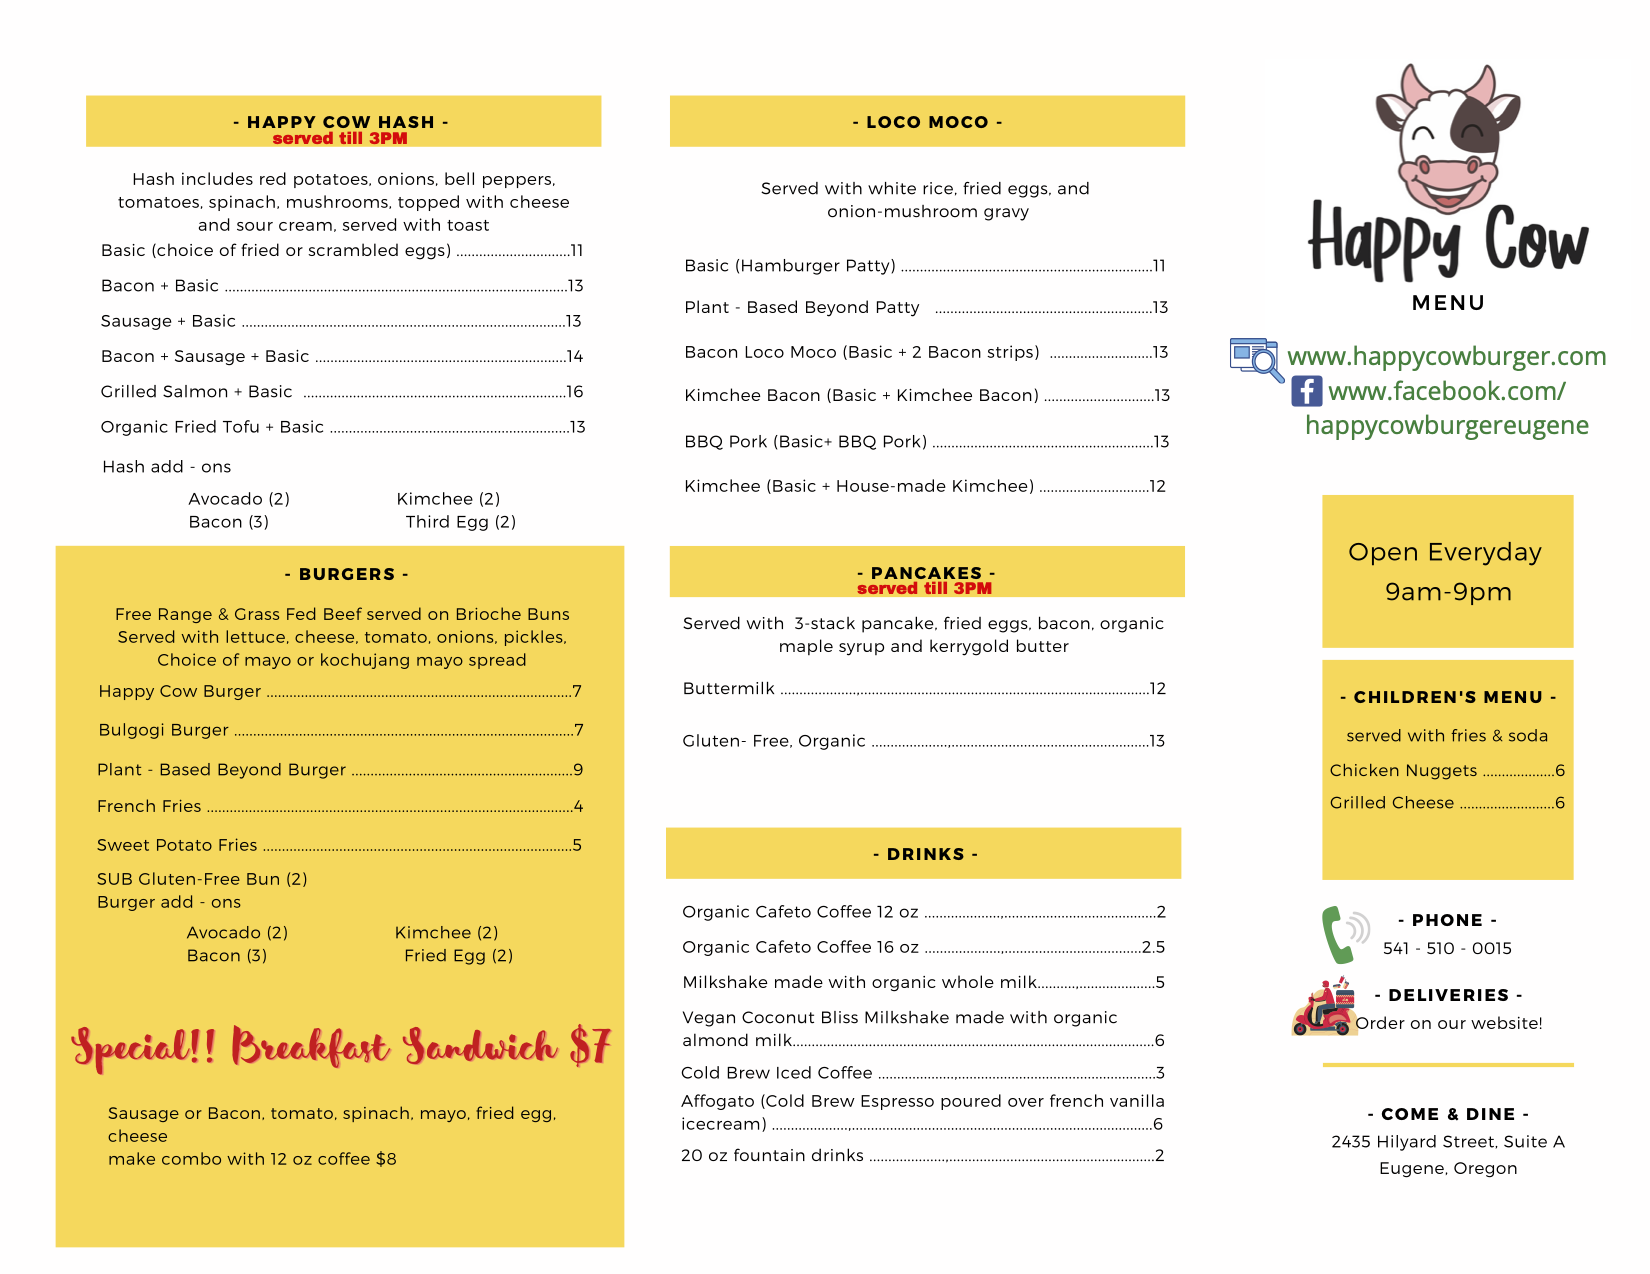 - HAPPY COW HASH -
served till 3PM
Hash includes red potatoes, onions, bell peppers,
tomatoes, spinach, mushrooms, topped with cheese
and sour cream, served with toast
Basic (choice of fried or scrambled eggs) ..............................11
Bacon + Basic ..........................................................................................13
Sausage + Basic .....................................................................................13
Bacon + Sausage + Basic ..................................................................14
Grilled Salmon + Basic .....................................................................16
Organic Fried Tofu + Basic ...............................................................13
Hash add - ons
Avocado (2) Kimchee (2)
Bacon (3) Third Egg (2)
- BURGERS -
Free Range & Grass Fed Beef served on Brioche Buns
Served with lettuce, cheese, tomato, onions, pickles,
Choice of mayo or kochujang mayo spread
Happy Cow Burger ................................................................................7
Bulgogi Burger .........................................................................................7
Plant - Based Beyond Burger ..........................................................9
French Fries ................................................................................................4
Sweet Potato Fries .................................................................................5
SUB Gluten-Free Bun (2)
Burger add - ons
Avocado (2) Kimchee (2)
Bacon (3) Fried Egg (2)
Special!! Breakfast Sandwich $7
Sausage or Bacon, tomato, spinach, mayo, fried egg,
cheese
make combo with 12 oz coffee $8
- LOCO MOCO -
Served with white rice, fried eggs, and
onion-mushroom gravy
Basic (Hamburger Patty) ..................................................................11
Plant - Based Beyond Patty .........................................................13
Bacon Loco Moco (Basic + 2 Bacon strips) ...........................13
Kimchee Bacon (Basic + Kimchee Bacon) .............................13
BBQ Pork (Basic+ BBQ Pork) ..........................................................13
Kimchee (Basic + House-made Kimchee) .............................12
- PANCAKES -
served till 3PM
Served with 3-stack pancake, fried eggs, bacon, organic
maple syrup and kerrygold butter
Buttermilk ....................,............................................................................12
Gluten- Free, Organic ....................,....................................................13
- DRINKS -
Organic Cafeto Coffee 12 oz ....................,........................................2
Organic Cafeto Coffee 16 oz ....................,....................................2.5
Milkshake made with organic whole milk..........,....................5
Vegan Coconut Bliss Milkshake made with organic
almond milk...............................................................................................6
Cold Brew Iced Coffee ....................,....................................................3
Affogato (Cold Brew Espresso poured over french vanilla
icecream) ....................,...............................................................................6
20 oz fountain drinks ....................,......................................................2
Happy Cow
MENU
www.happycowburger.com
f www.facebook.com/
happycowburgereugene
Open Everyday
9am-9pm
- CHILDREN'S MENU -
served with fries & soda
Chicken Nuggets ...................6
Grilled Cheese .........................6
- PHONE -
541 - 510 - 0015
- DELIVERIES -
Order on our website!
- COME & DINE -
2435 Hilyard Street, Suite A
Eugene, Oregon